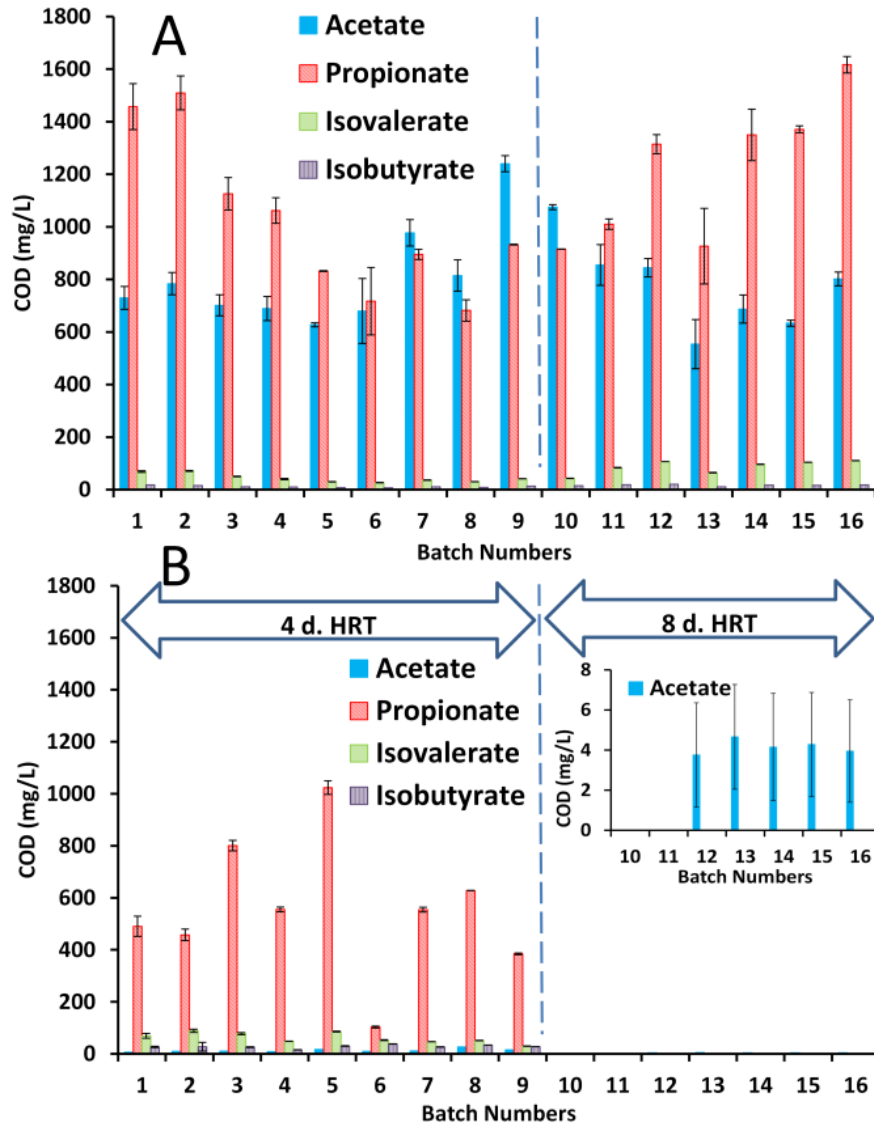 A
Acetate
Propionate
Isovalerate
Isobutyrate
1800
1600
1400
1200
1000
800
600
400
200
0
COD (mg/L)
1 2 3 4 5 6 7 8 9 10 11 12 13 14 15 16
Batch Numbers
B
4 d. HRT
8 d. HRT
Acetate
Propionate
Isovalerate
Isobutyrate
1800
1600
1400
1200
1000
800
600
400
200
0
COD (mg/L)
1 2 3 4 5 6 7 8 9 10 11 12 13 14 15 16
Batch Numbers
Acetate
8
6
4
2
0
COD (mg/L)
10 11 12 13 14 15 16
Batch Numbers